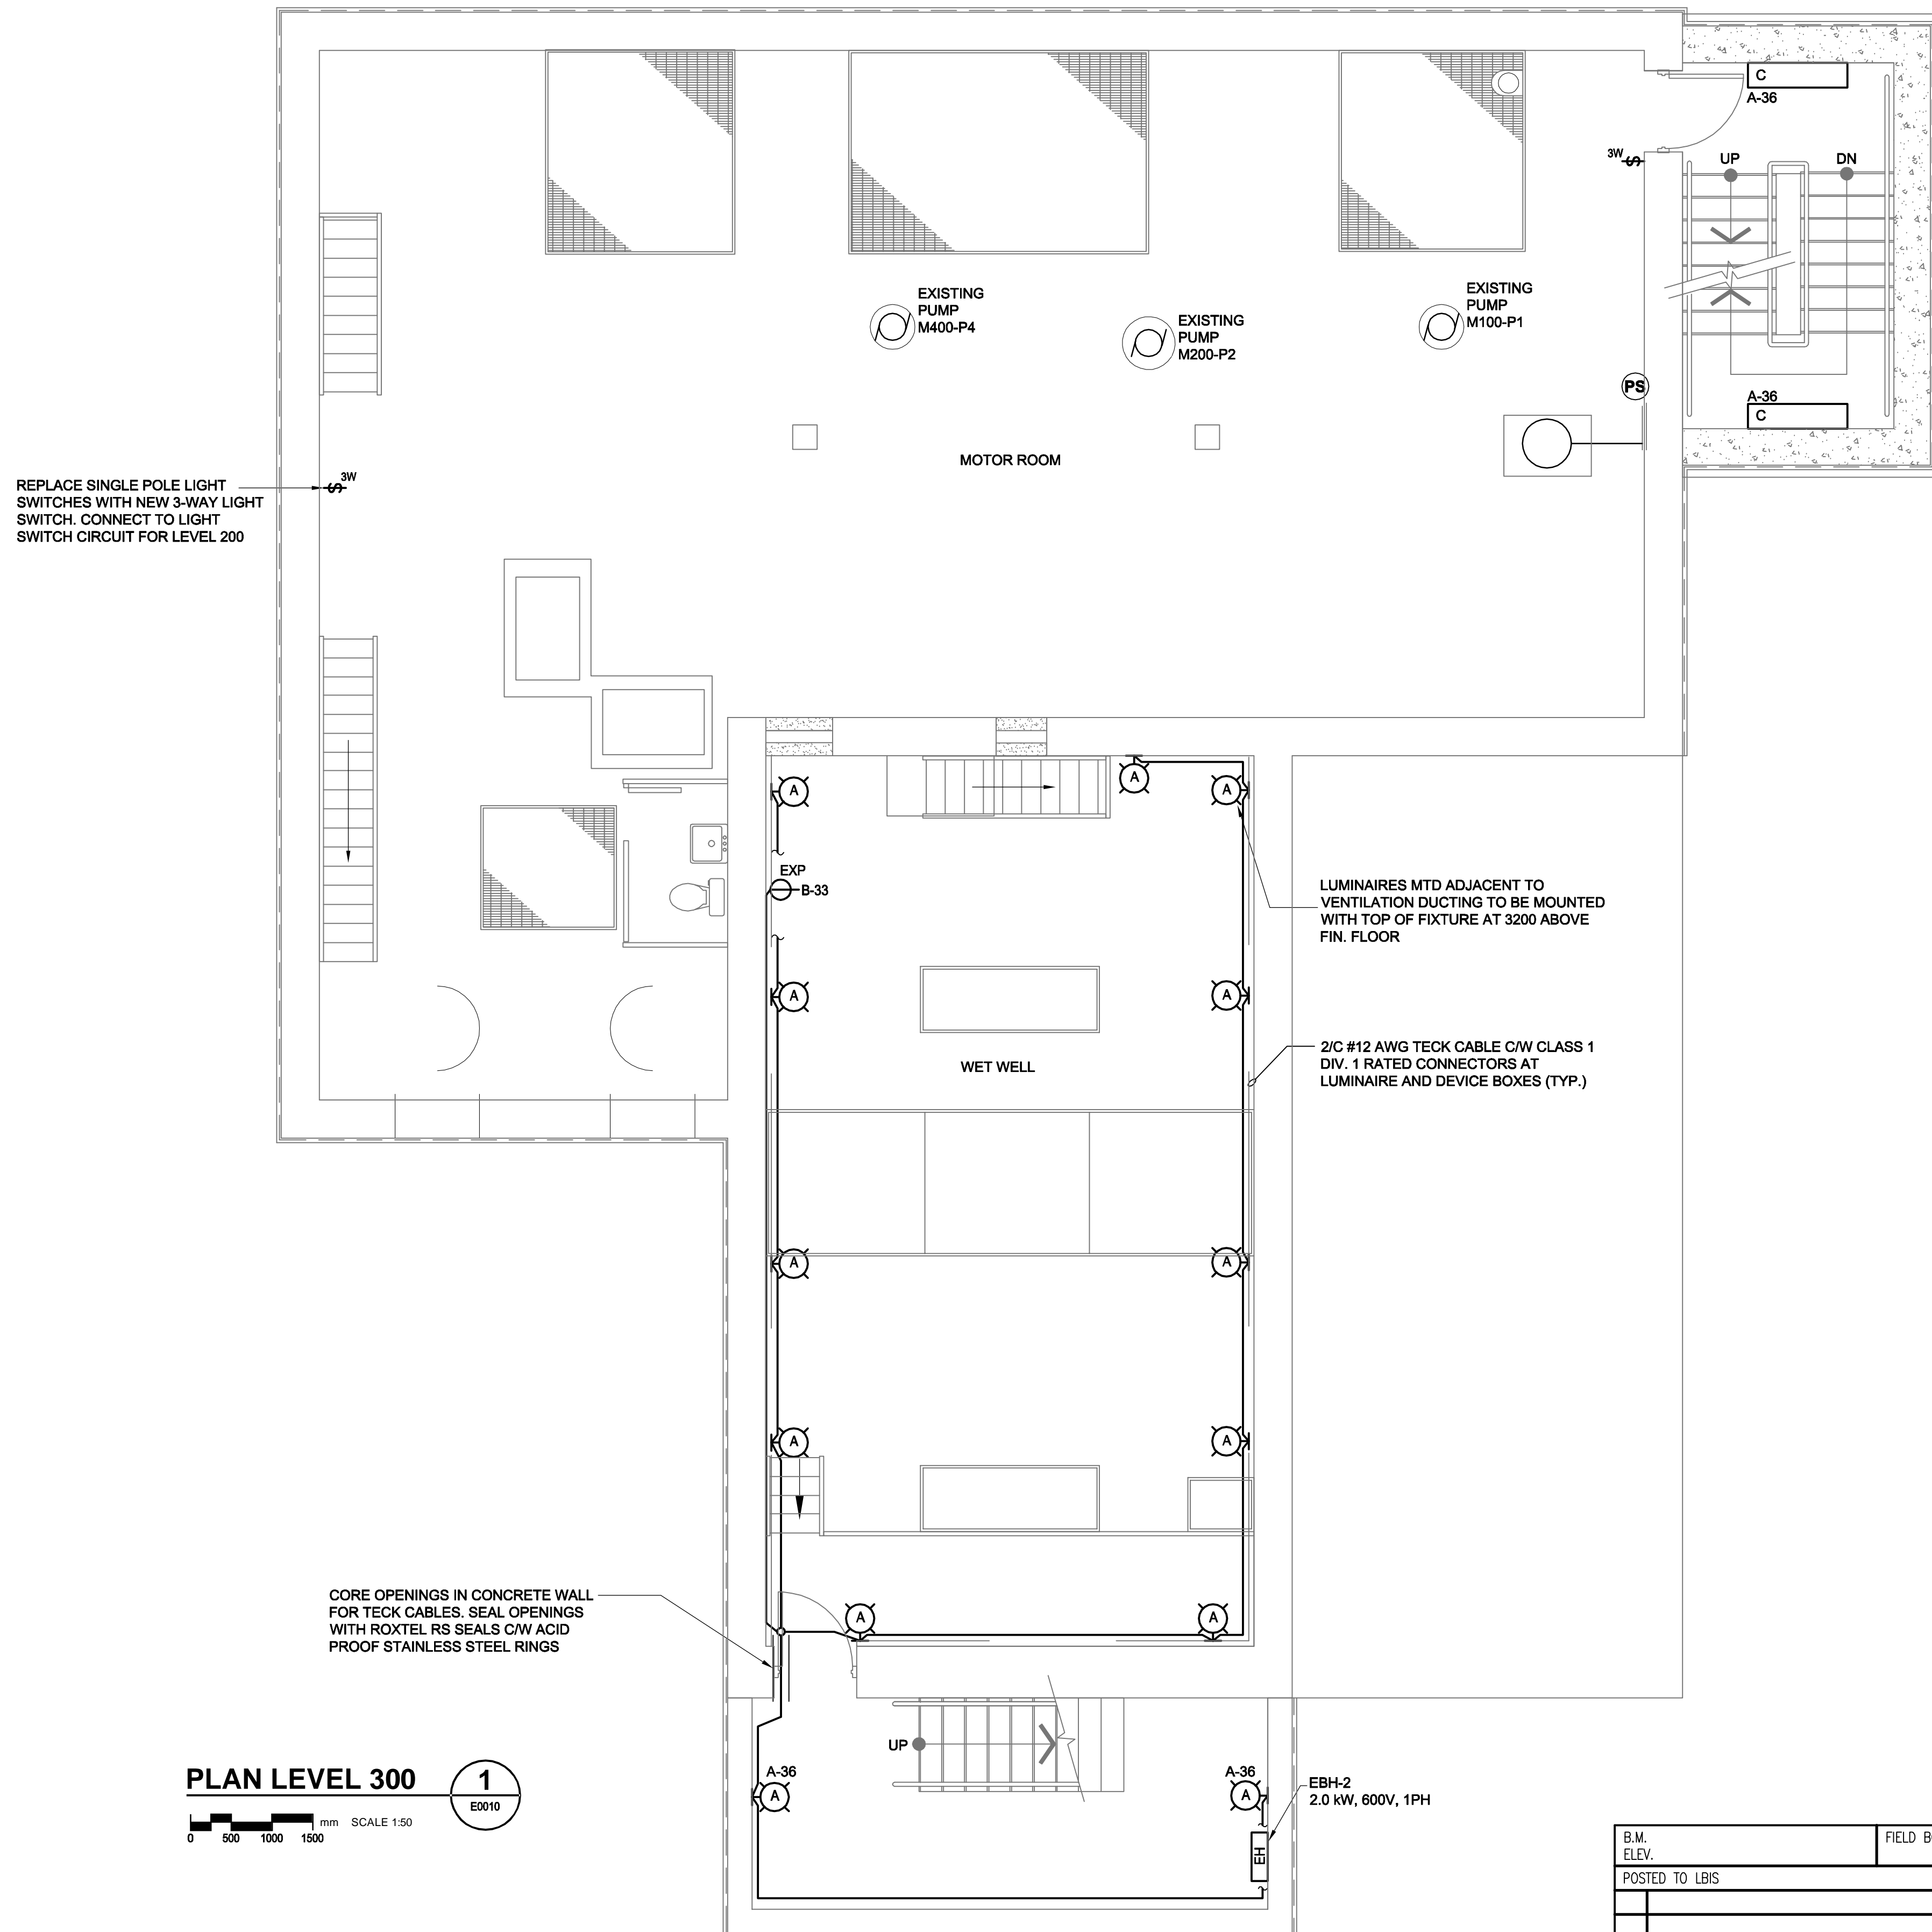 C
A-36
3W
S
UP
DN
EXISTING
PUMP
M400-P4
EXISTING
PUMP
M200-P2
EXISTING
PUMP
M100-P1
PS
A-36
C
MOTOR ROOM
REPLACE SINGLE POLE LIGHT
SWITCHES WITH NEW 3-WAY LIGHT
SWITCH. CONNECT TO LIGHT
SWITCH CIRCUIT FOR LEVEL 200
3W
S
A
A
A
EXP
B-33
LUMINAIRES MTD ADJACENT TO
VENTILATION DUCTING TO BE MOUNTED
WITH TOP OF FIXTURE AT 3200 ABOVE
FIN. FLOOR
A
A
WET WELL
2/C #12 AWG TECK CABLE C/W CLASS 1
DIV. 1 RATED CONNECTORS AT
LUMINAIRE AND DEVICE BOXES (TYP.)
A
A
A
A
CORE OPENINGS IN CONCRETE WALL
FOR TECK CABLES. SEAL OPENINGS
WITH ROXTEL RS SEALS C/W ACID
PROOF STAINLESS STEEL RINGS
A
A
UP
A-36
A
A-36
A
EBH-2
2.0 kW, 600V, 1PH
EH
PLAN LEVEL 300
1
E0010
mm SCALE 1:50
0 500 1000 1500
B.M.
ELEV.
FIELD
POSTED TO LBIS